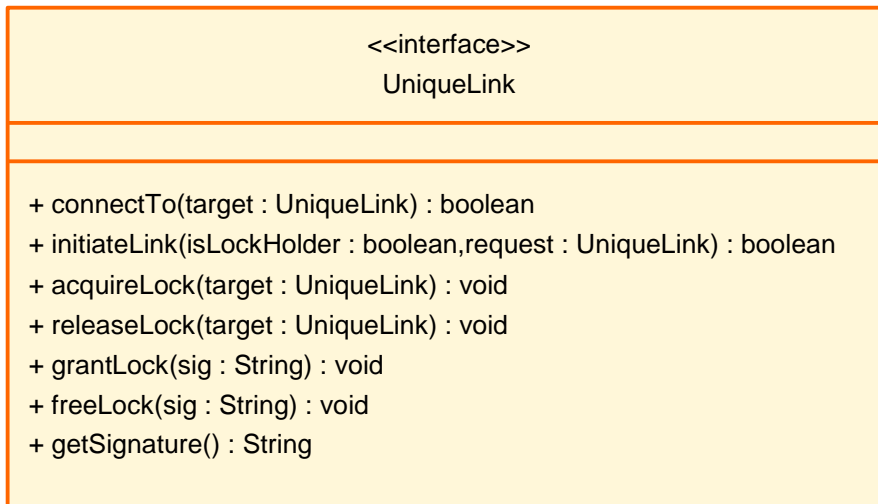 <<interface>>
UniqueLink
+ connectTo(target : UniqueLink) : boolean
+ initiateLink(isLockHolder : boolean,request : UniqueLink) : boolean
+ acquireLock(target : UniqueLink) : void
+ releaseLock(target : UniqueLink) : void
+ grantLock(sig : String) : void
+ freeLock(sig : String) : void
+ getSignature() : String